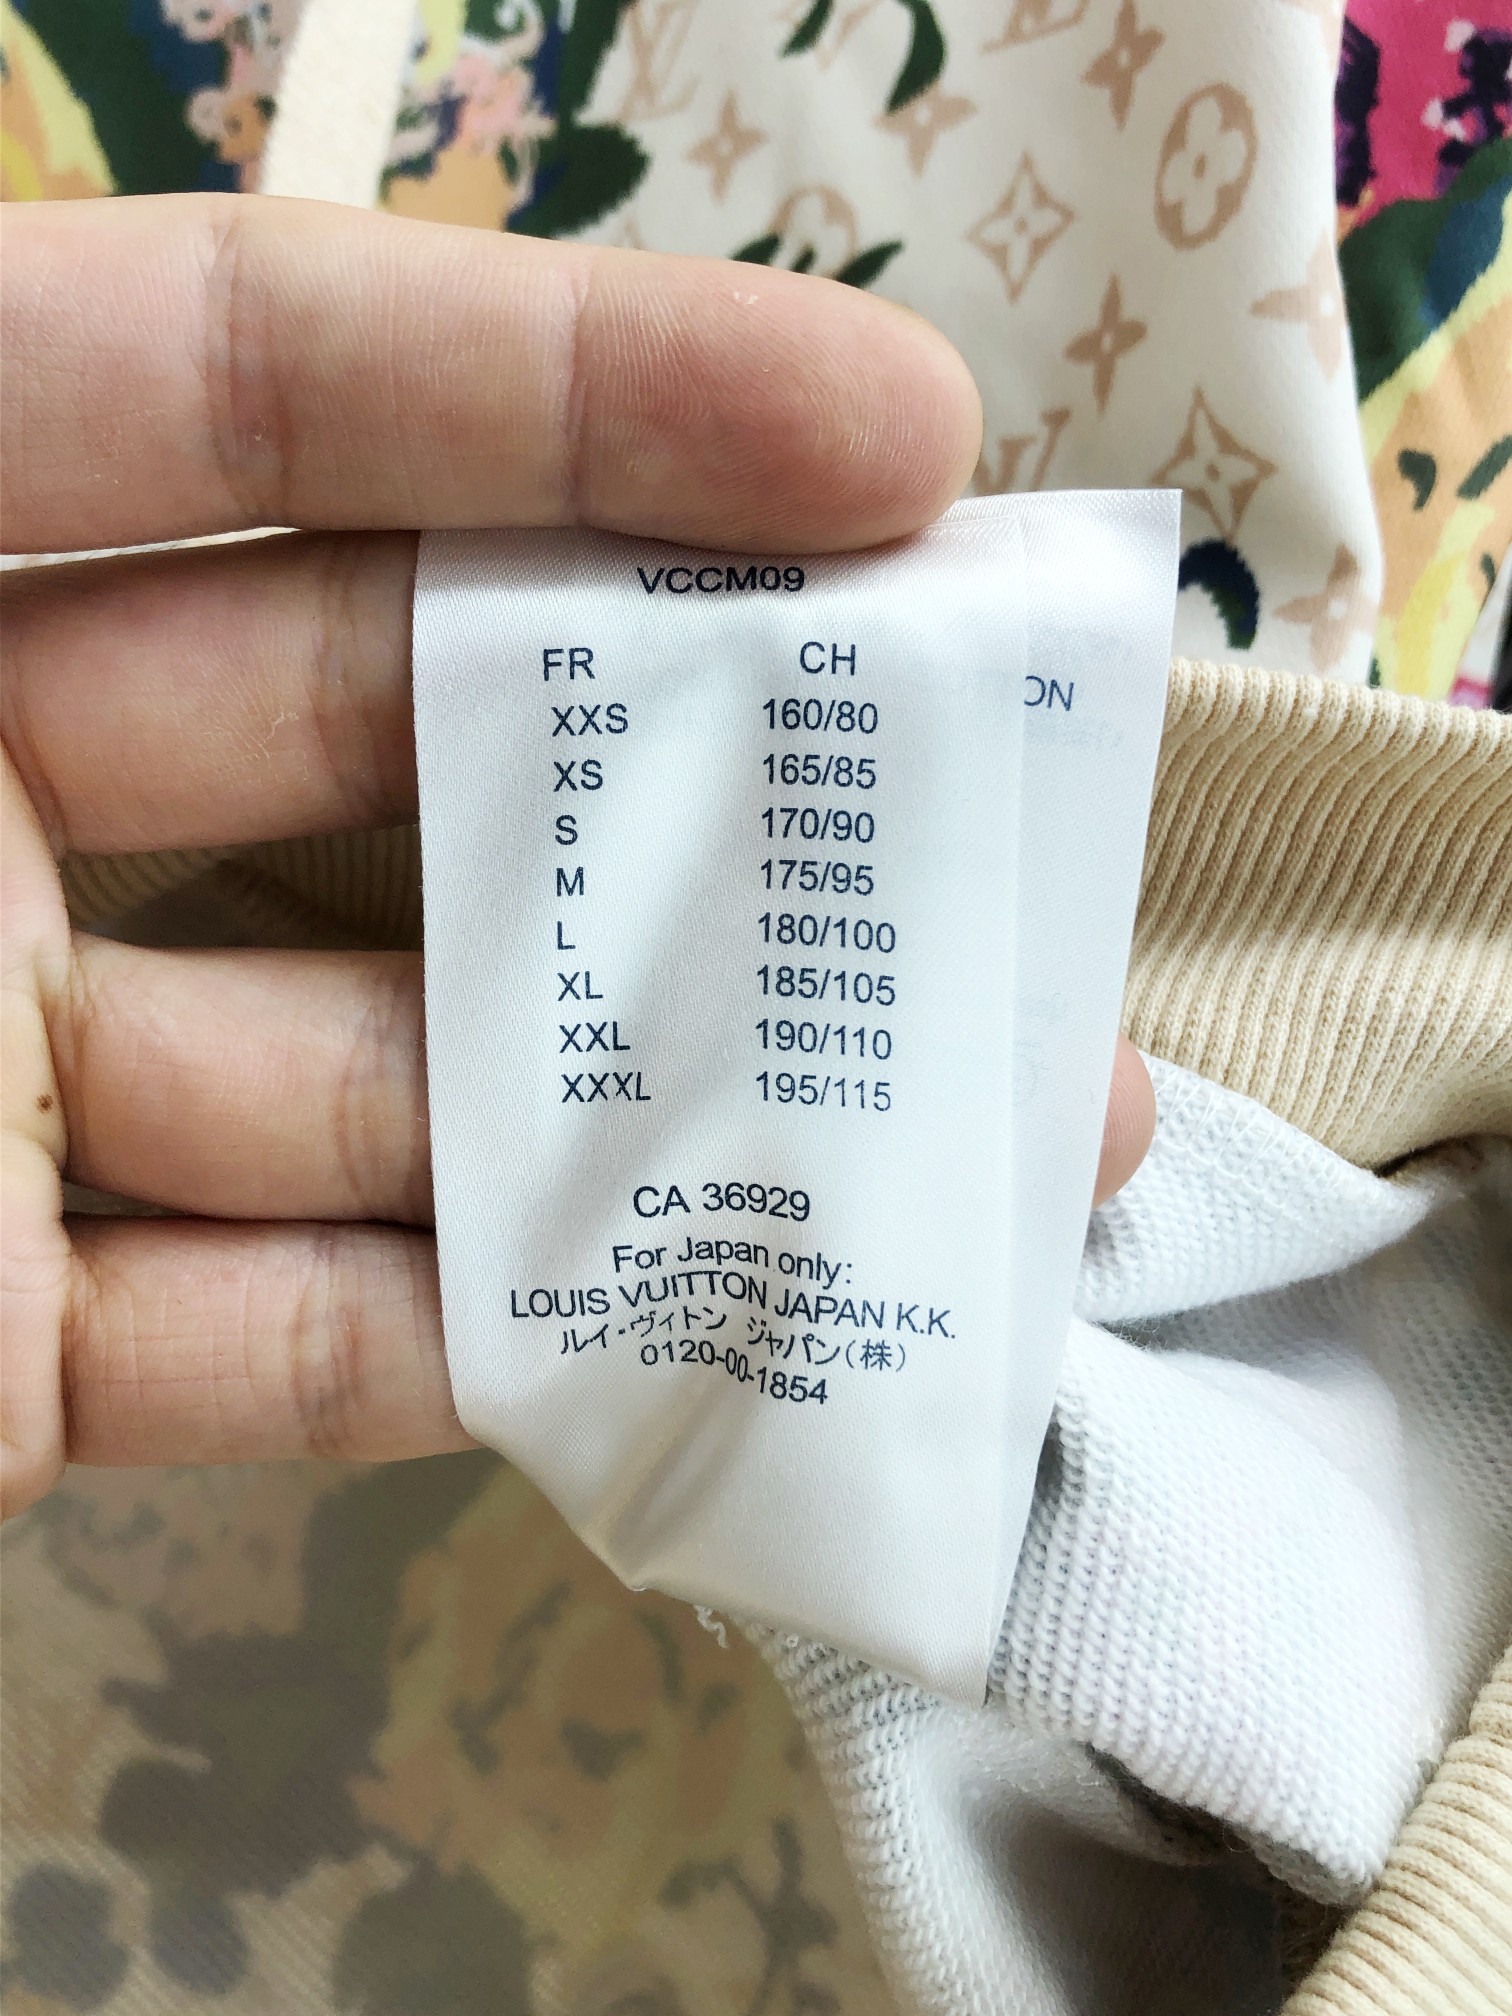 VCCM09
FR CH
XXS 160/80
XS 165/85
S 170/90
M 175/95
L 180/100
XL 185/105
XXL 190/110
XXXL 195/115
CA 36929
For Japan only:
LOUIS VUITTON JAPAN K.K.
ルイ・ヴィトン ジャパン(株)
0120-00-1854
ON